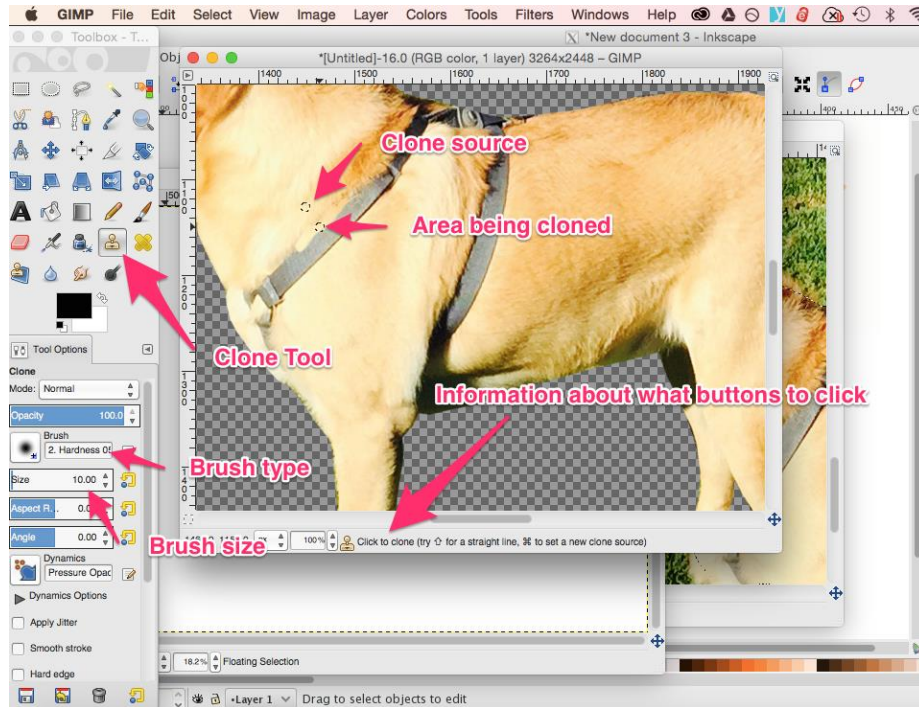 GIMP File Edit Select View Image Layer Colors Tools Filters Windows Help
Toolbox - T...
*New document 3 - Inkscape
Obj
*[Untitled]-16.0 (RGB color, 1 layer) 3264x2448 – GIMP
1400 1500 1600 1700 1800 1900
Clone source
Area being cloned
Clone Tool
Tool Options
Clone
Mode: Normal
Information about what buttons to click
Opacity 100.0
Brush
2. Hardness 05
Brush type
Size 10.00
Aspect R. . 0.00
Brush size
Angle 0.00
100% Click to clone (try ⇧ for a straight line, ⌘ to set a new clone source)
Dynamics
Pressure Opac
Dynamics Options
Apply Jitter
Smooth stroke
Hard edge
18.2% Floating Selection
•Layer 1 Drag to select objects to edit